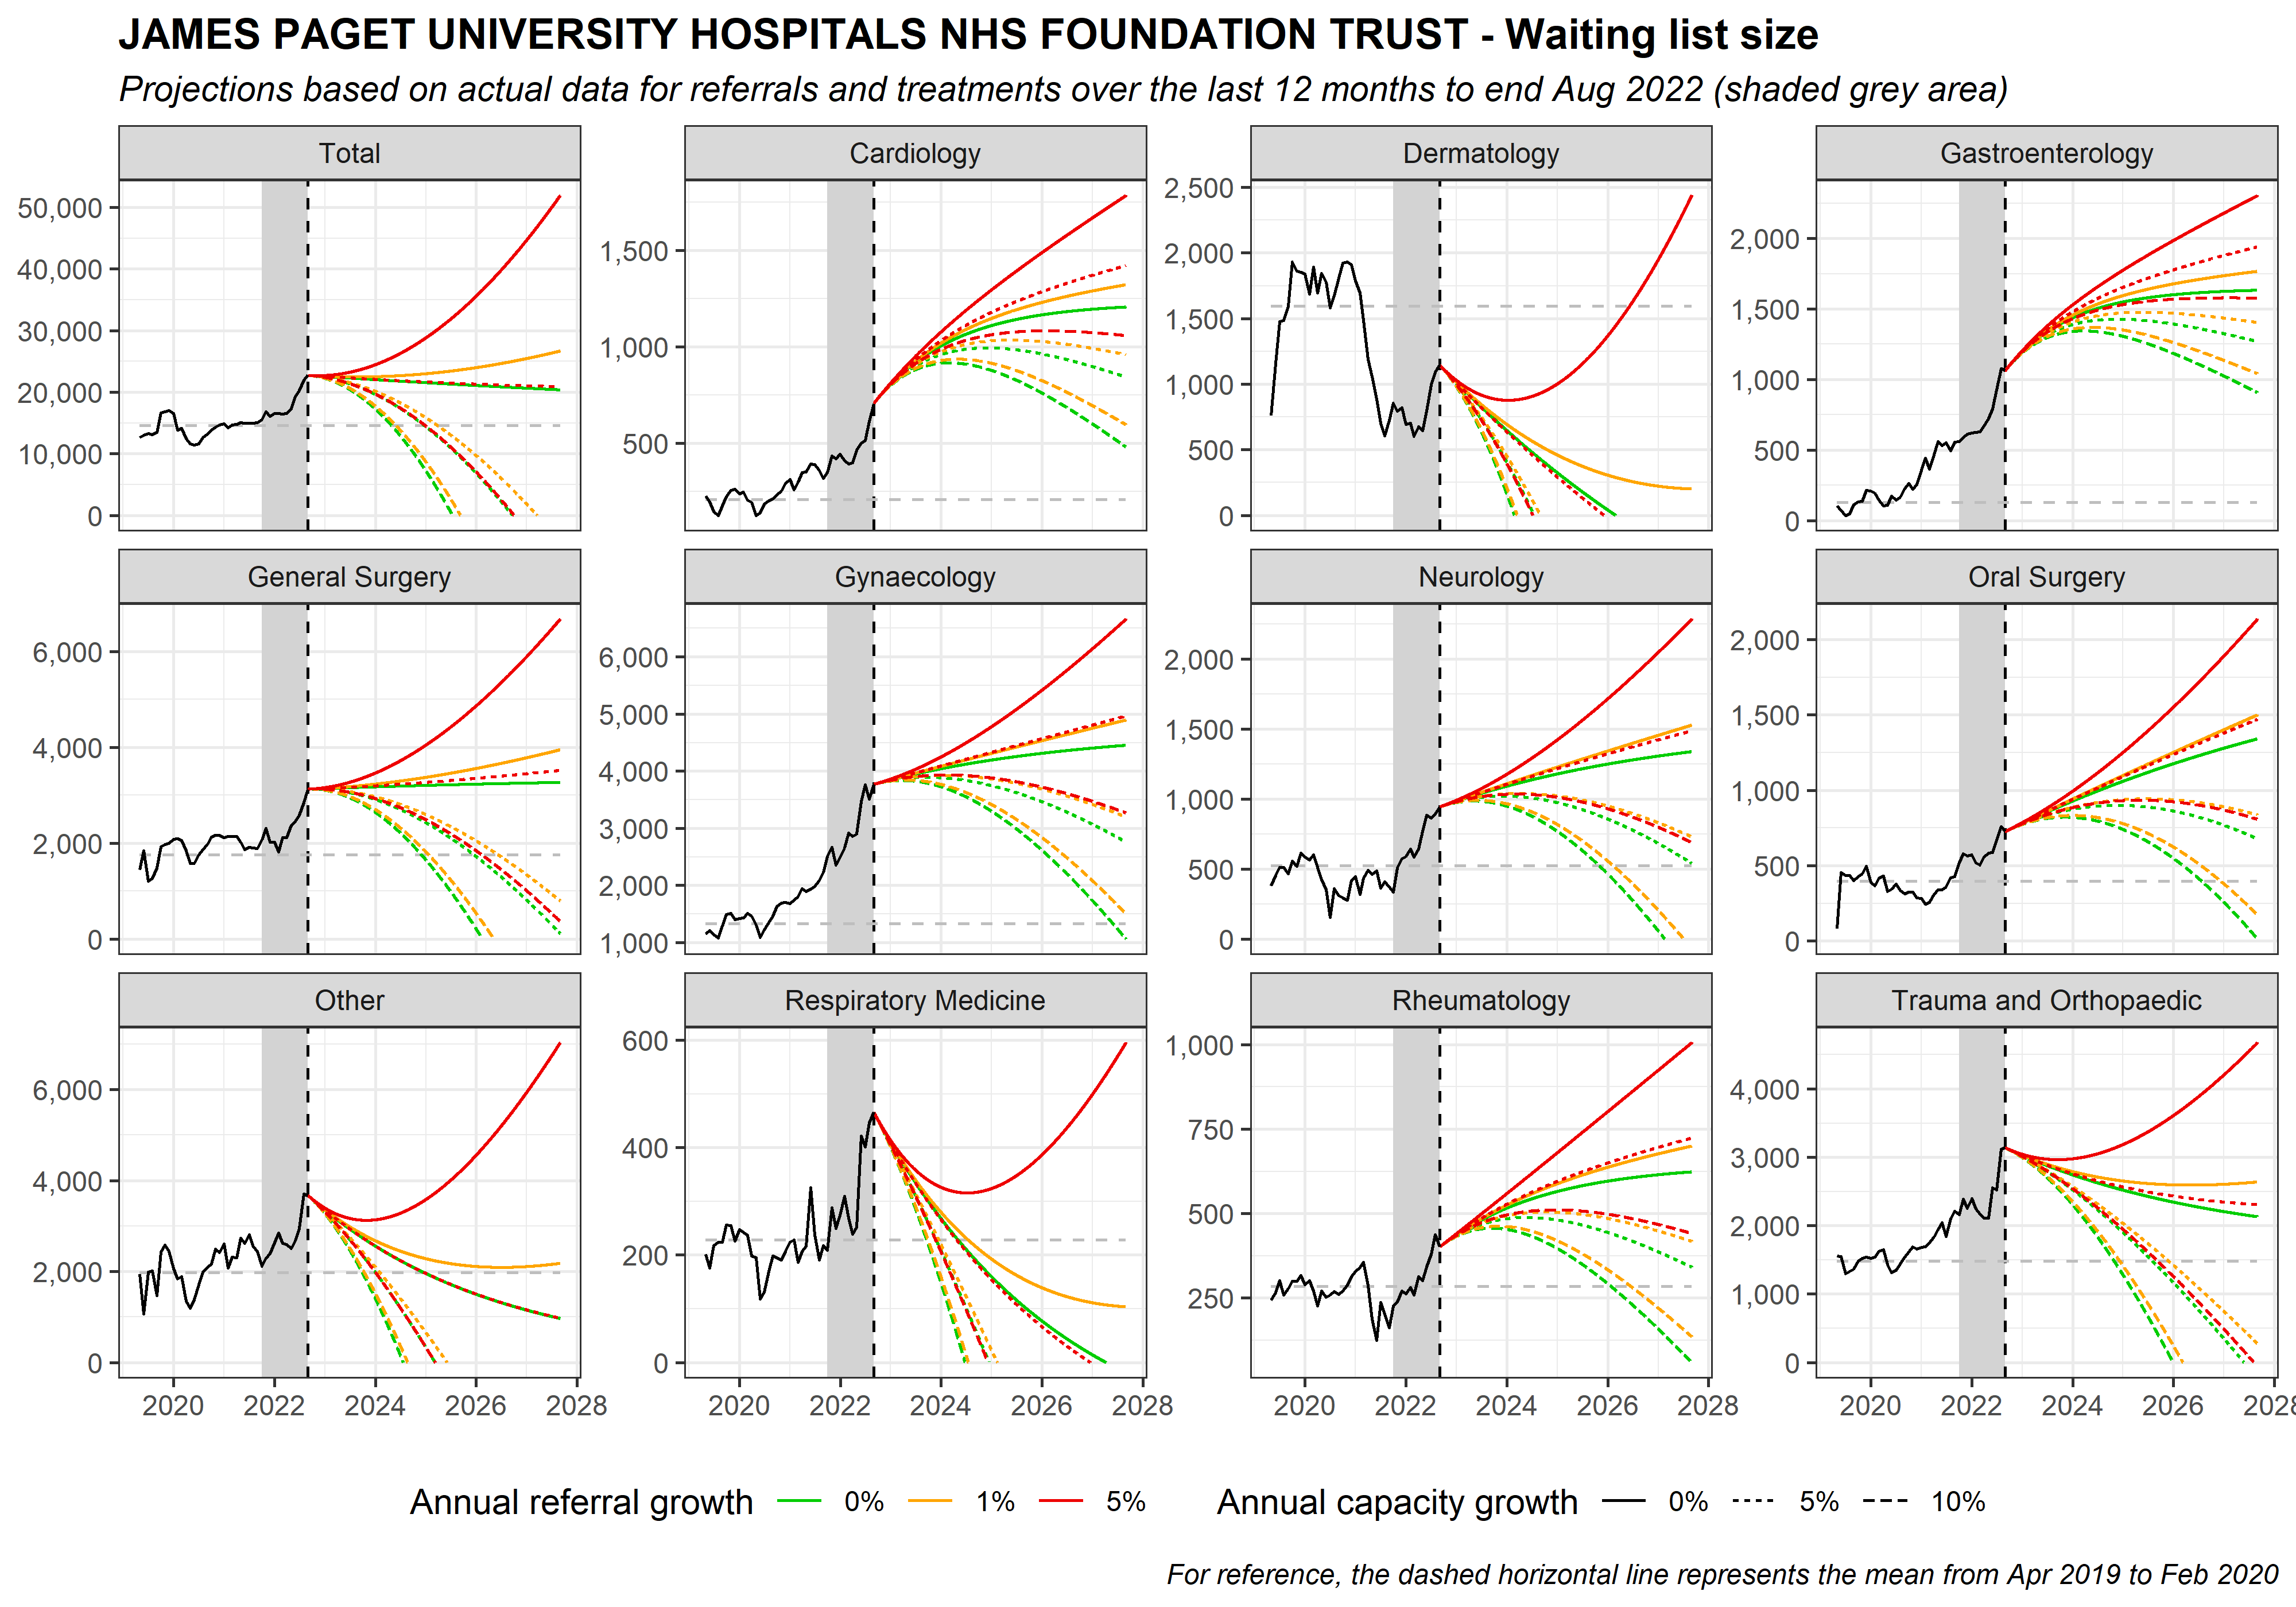 JAMES PAGET UNIVERSITY HOSPITALS NHS FOUNDATION TRUST - Waiting list size
Projections based on actual data for referrals and treatments over the last 12 months to end Aug 2022 (shaded grey area)
Total
50,000
40,000
30,000
20,000
10,000
0
Cardiology
1,500
1,000
500
Dermatology
2,500
2,000
1,500
1,000
500
0
Gastroenterology
2,000
1,500
1,000
500
0
General Surgery
6,000
4,000
2,000
0
Gynaecology
6,000
5,000
4,000
3,000
2,000
1,000
Neurology
2,000
1,500
1,000
500
0
Oral Surgery
2,000
1,500
1,000
500
0
Other
6,000
4,000
2,000
0
2020 2022 2024 2026 2028
Respiratory Medicine
600
400
200
0
2020 2022 2024 2026 2028
Rheumatology
1,000
750
500
250
2020 2022 2024 2026 2028
Trauma and Orthopaedic
4,000
3,000
2,000
1,000
0
2020 2022 2024 2026 2028
Annual referral growth 0% 1% 5%
Annual capacity growth 0% 5% 10%
For reference, the dashed horizontal line represents the mean from Apr 2019 to Feb 2020